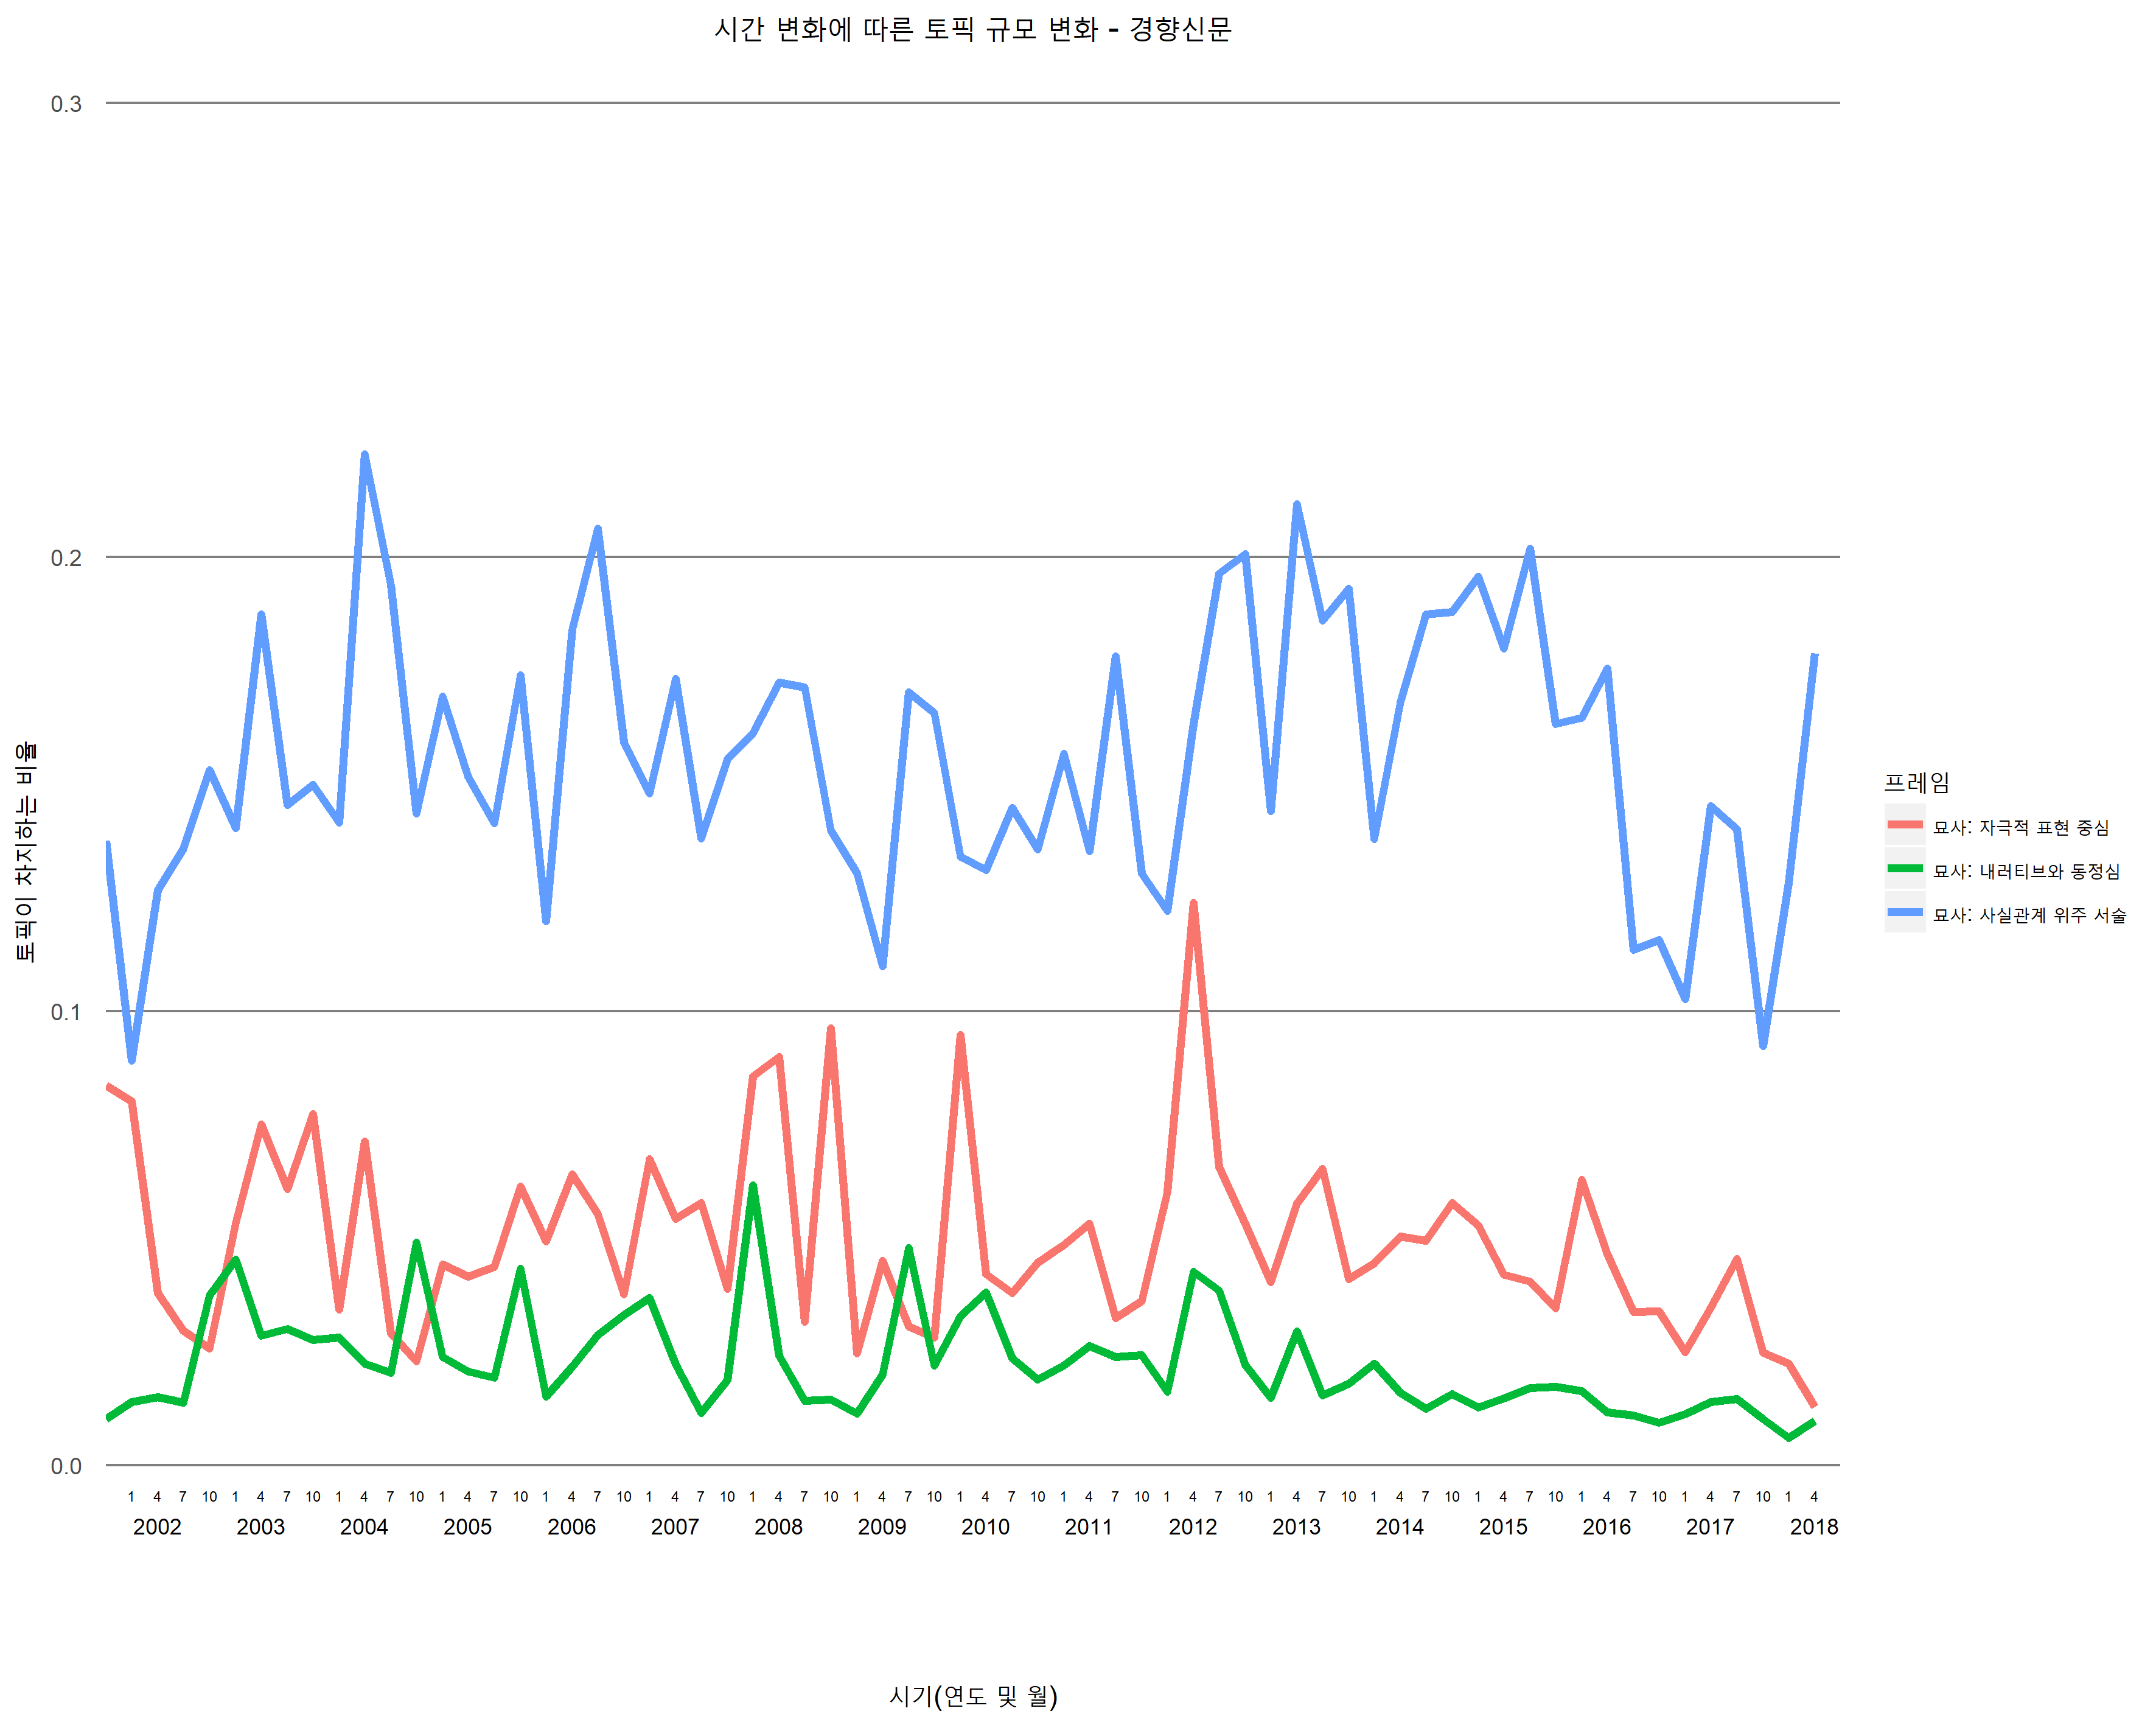 시간 변화에 따른 토픽 규모 변화 - 경향신문
0.3
0.2
0.1
0.0
토픽이 차지하는 비율
1 4 7 10 1 4 7 10 1 4 7 10 1 4 7 10 1 4 7 10 1 4 7 10 1 4 7 10 1 4 7 10 1 4 7 10 1 4 7 10 1 4 7 10 1 4 7 10 1 4 7 10 1 4 7 10 1 4 7 10 1 4 7 10 1 4
2002 2003 2004 2005 2006 2007 2008 2009 2010 2011 2012 2013 2014 2015 2016 2017 2018
시기(연도 및 월)
프레임
묘사: 자극적 표현 중심
묘사: 내러티브와 동정심
묘사: 사실관계 위주 서술